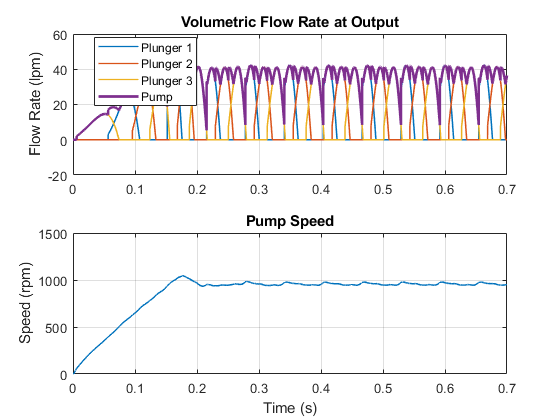 Volumetric Flow Rate at Output
Flow Rate (lpm)
60
40
20
0
-20
Plunger 1
Plunger 2
Plunger 3
Pump
0 0.1 0.2 0.3 0.4 0.5 0.6 0.7
Pump Speed
Speed (rpm)
1500
1000
500
0
0 0.1 0.2 0.3 0.4 0.5 0.6 0.7
Time (s)